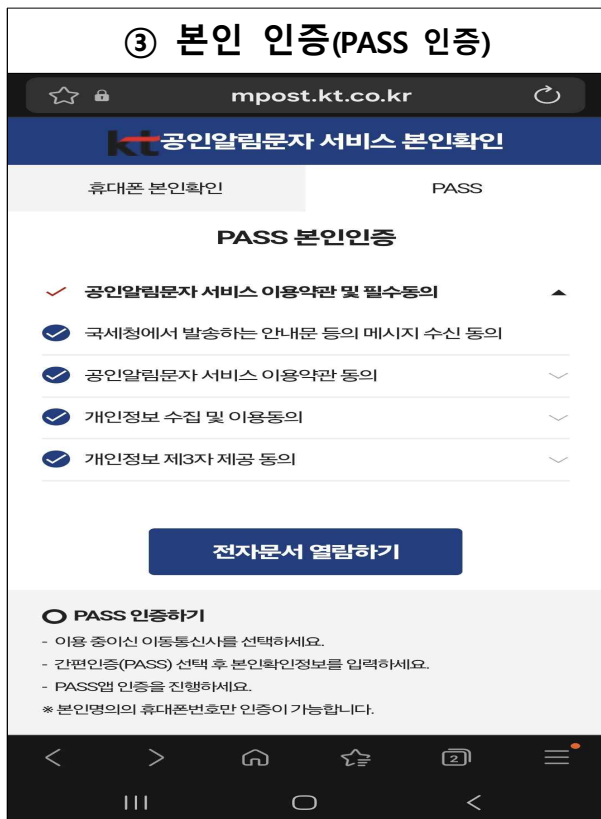 ③ 본인 인증(PASS 인증)
mpost.kt.co.kr
kt 공인알림문자 서비스 본인확인
휴대폰 본인확인
PASS
PASS 본인인증
공인알림문자 서비스 이용약관 및 필수동의
국세청에서 발송하는 안내문 등의 메시지 수신 동의
공인알림문자 서비스 이용약관 동의
개인정보 수집 및 이용동의
개인정보 제3자 제공 동의
전자문서 열람하기
PASS 인증하기
- 이용 중이신 이동통신사를 선택하세요.
- 간편인증(PASS) 선택 후 본인확인정보를 입력하세요.
- PASS앱 인증을 진행하세요.
※ 본인명의의 휴대폰번호만 인증이 가능합니다.
2